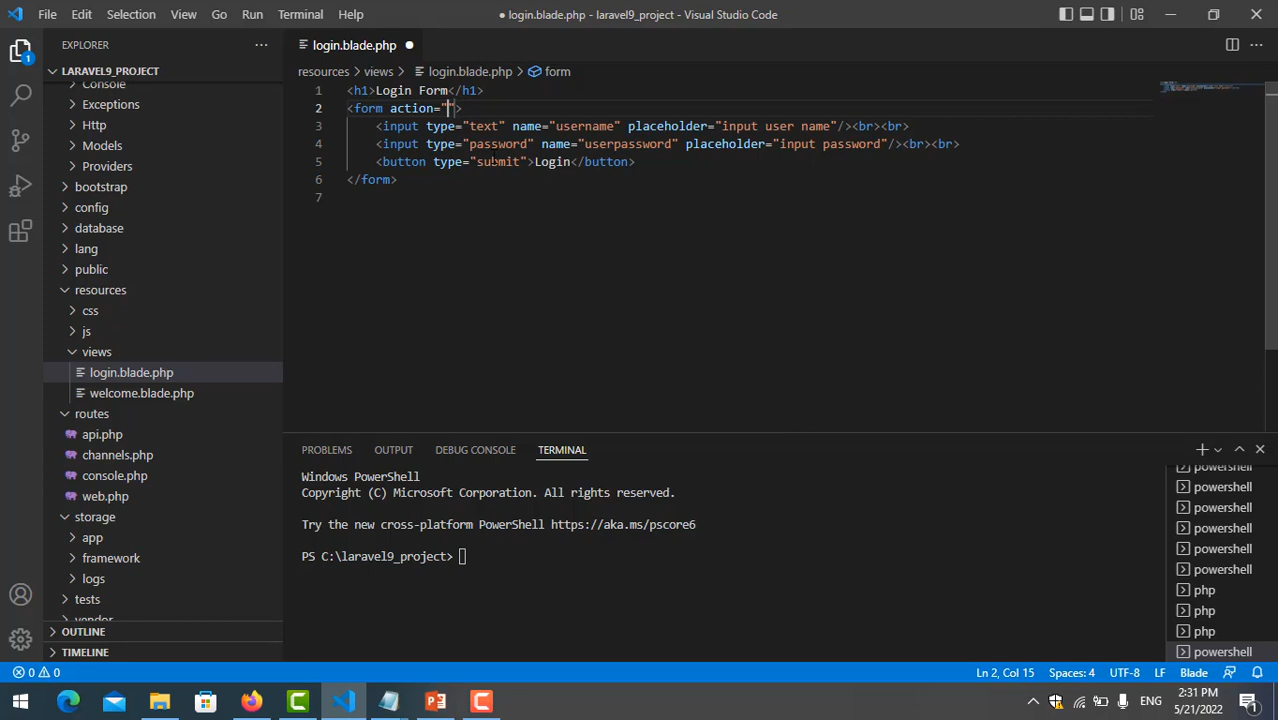 File Edit Selection View Go Run Terminal Help
● login.blade.php - laravel9_project - Visual Studio Code
EXPLORER
LARAVEL9_PROJECT
Console
Exceptions
Http
Models
Providers
bootstrap
config
database
lang
public
resources
css
js
views
login.blade.php
welcome.blade.php
routes
api.php
channels.php
console.php
web.php
storage
app
framework
logs
tests
vendor
OUTLINE
TIMELINE
login.blade.php
resources > views > login.blade.php > form
1 <h1>Login Form</h1>
2 <form action="">
3 <input type="text" name="username" placeholder="input user name"/><br><br>
4 <input type="password" name="userpassword" placeholder="input password"/><br><br>
5 <button type="submit">Login</button>
6 </form>
7
PROBLEMS OUTPUT DEBUG CONSOLE TERMINAL
Windows PowerShell
Copyright (C) Microsoft Corporation. All rights reserved.
Try the new cross-platform PowerShell https://aka.ms/pscore6
PS C:\laravel9_project>
powershell
powershell
powershell
powershell
powershell
powershell
php
php
php
powershell
0 0
Ln 2, Col 15 Spaces: 4 UTF-8 LF Blade
ENG
2:31 PM
5/21/2022
1
1